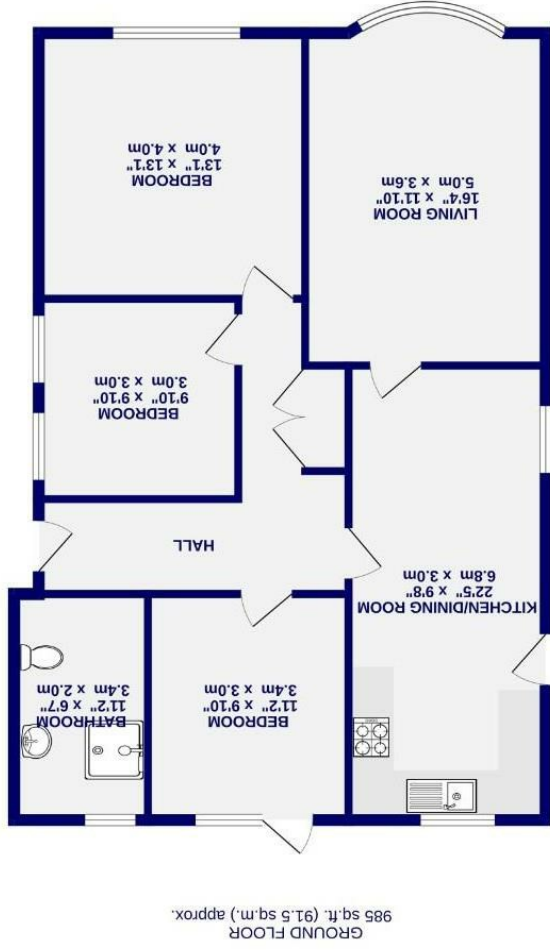 GROUND FLOOR
985 sq.ft. (91.5 sq.m.) approx.
KITCHEN/DINING ROOM
22'5" x 9'8"
6.8m x 3.0m
BEDROOM
11'2" x 9'10"
3.4m x 3.0m
BATHROOM
11'2" x 6'7"
3.4m x 2.0m
HALL
BEDROOM
9'10" x 9'10"
3.0m x 3.0m
LIVING ROOM
16'4" x 11'10"
5.0m x 3.6m
BEDROOM
13'1" x 13'1"
4.0m x 4.0m